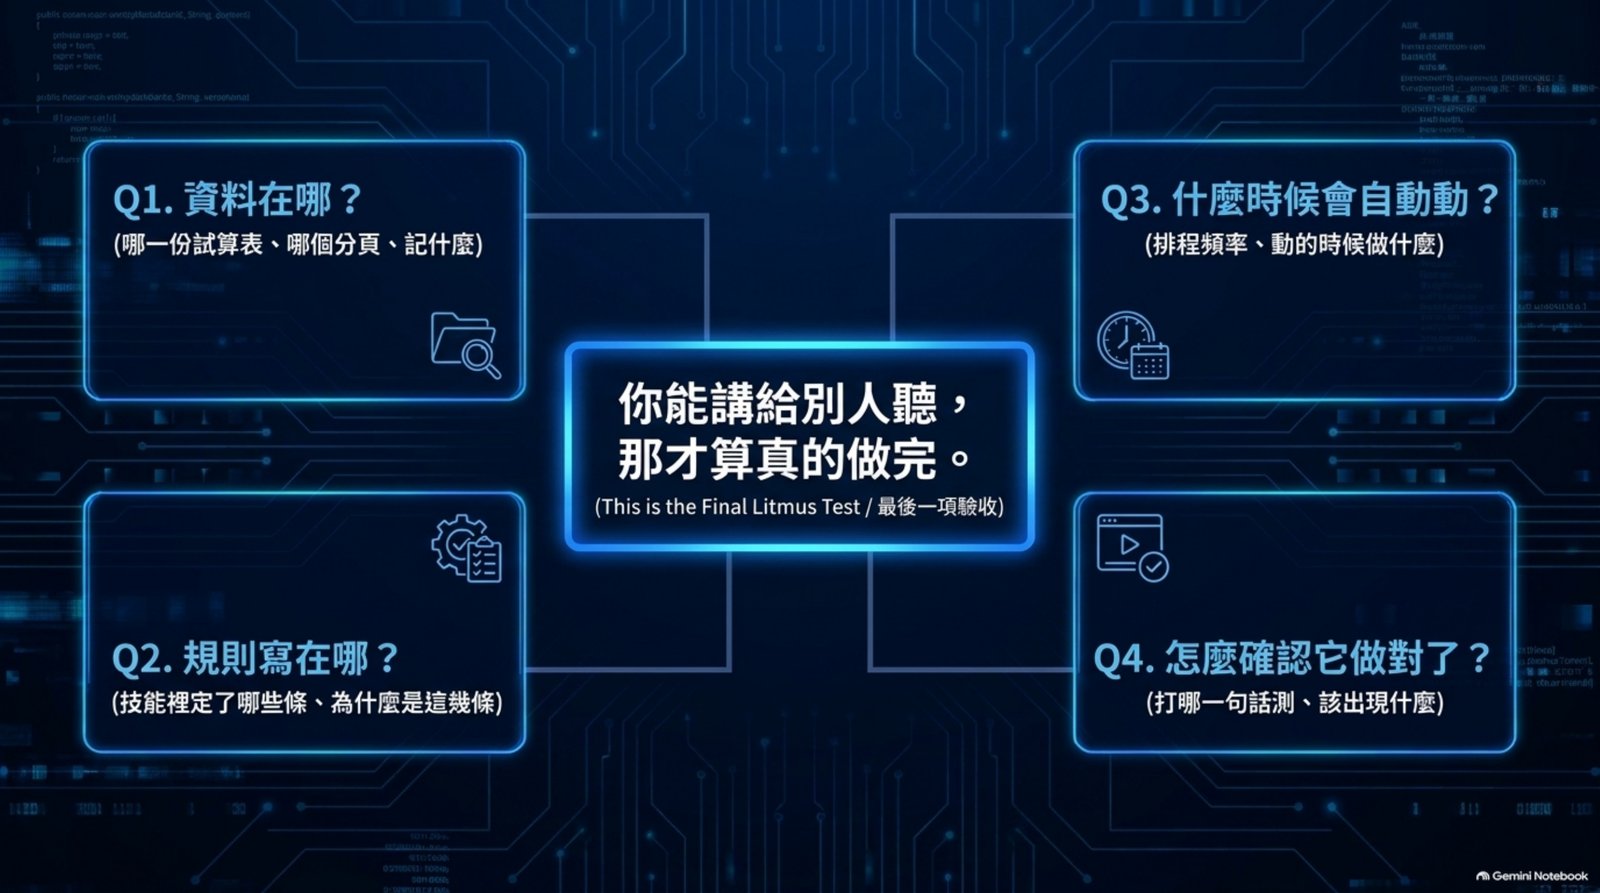 Q1. 資料在哪？
(哪一份試算表、哪個分頁、記什麼)
Q2. 規則寫在哪？
(技能裡定了哪些條、為什麼是這幾條)
你能講給別人聽，
那才算真的做完。
(This is the Final Litmus Test / 最後一項驗收)
Q3. 什麼時候會自動動？
(排程頻率、動的時候做什麼)
Q4. 怎麼確認它做對了？
(打哪一句話測、該出現什麼)
Gemini Notebook